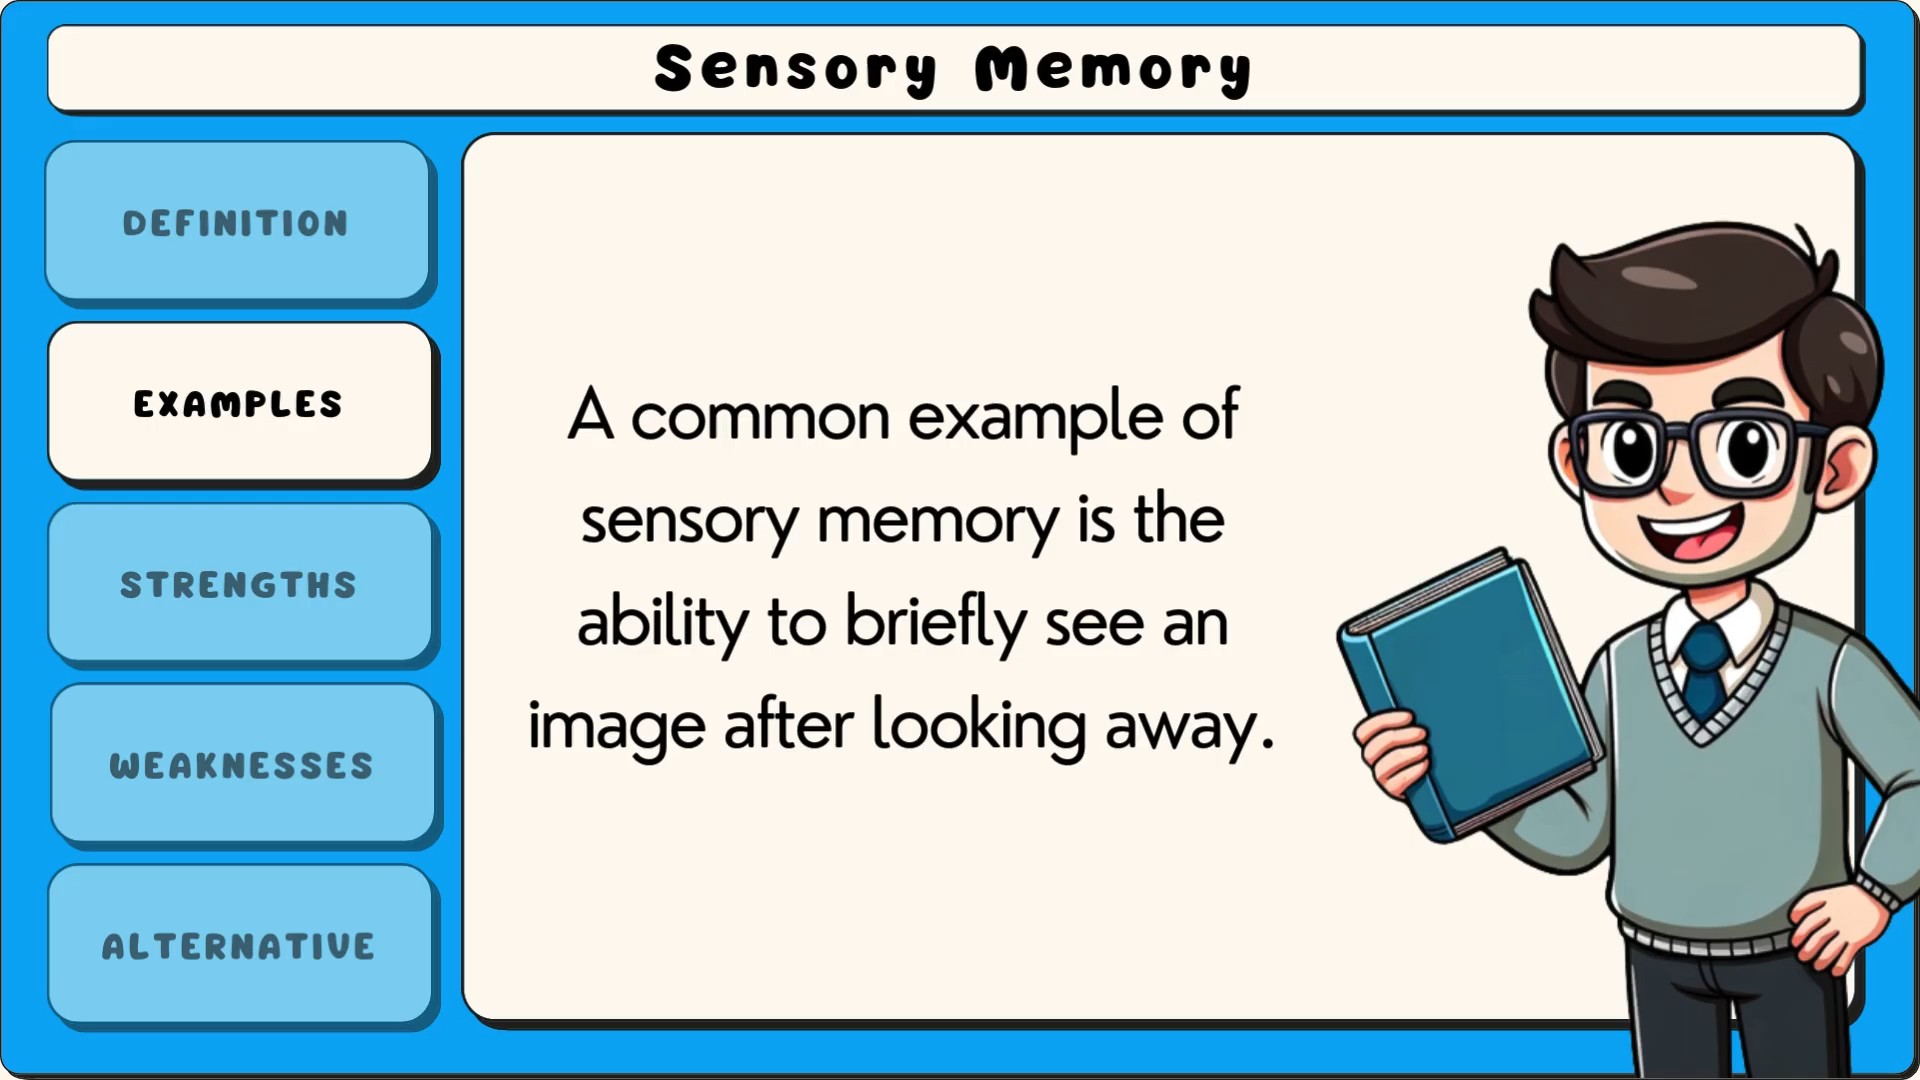 Sensory Memory
DEFINITION
EXAMPLES
STRENGTHS
WEAKNESSES
ALTERNATIVE
A common example of
sensory memory is the
ability to briefly see an
image after looking away.